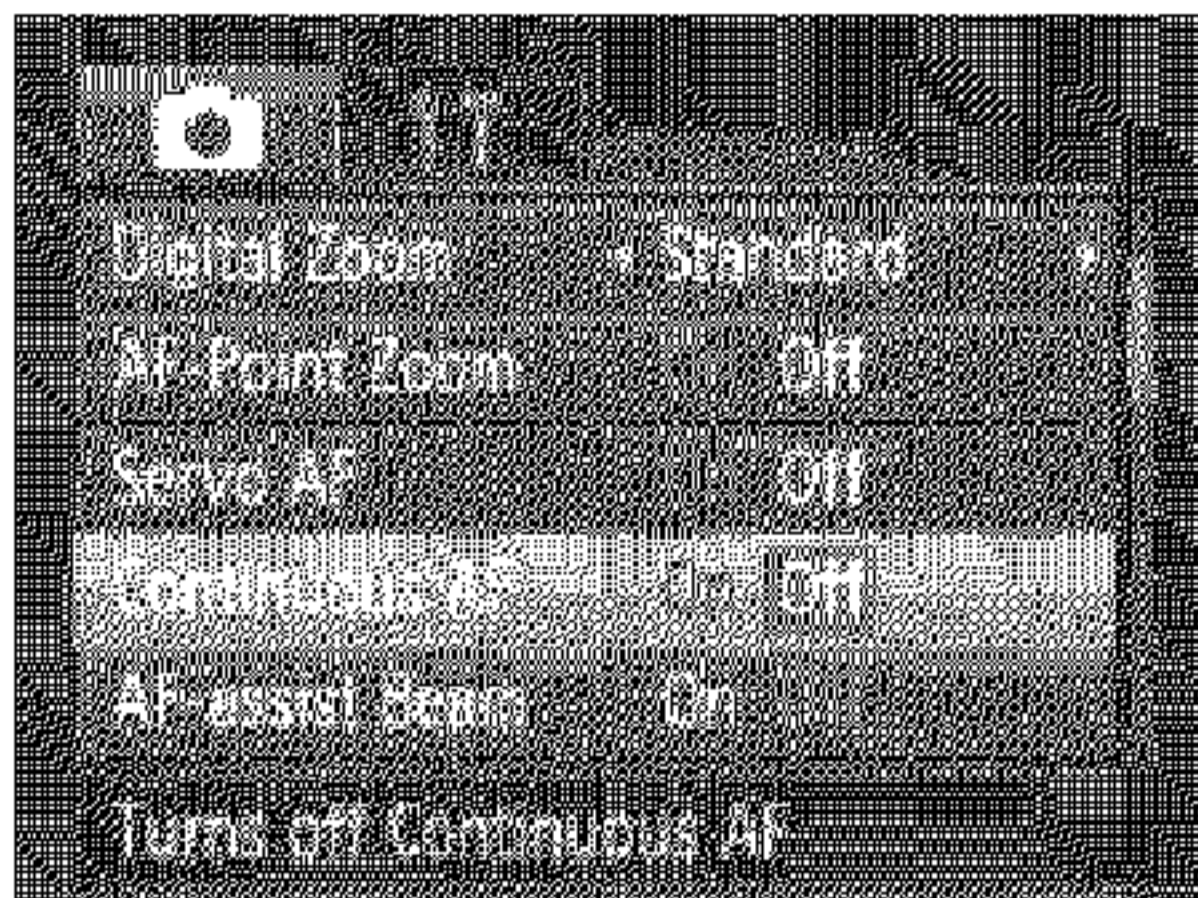 Digital Zoom Standard
AF-Point Zoom Off
Servo AF Off
Continuous AF Off
AF-assist Beam On
Turns off Continuous AF